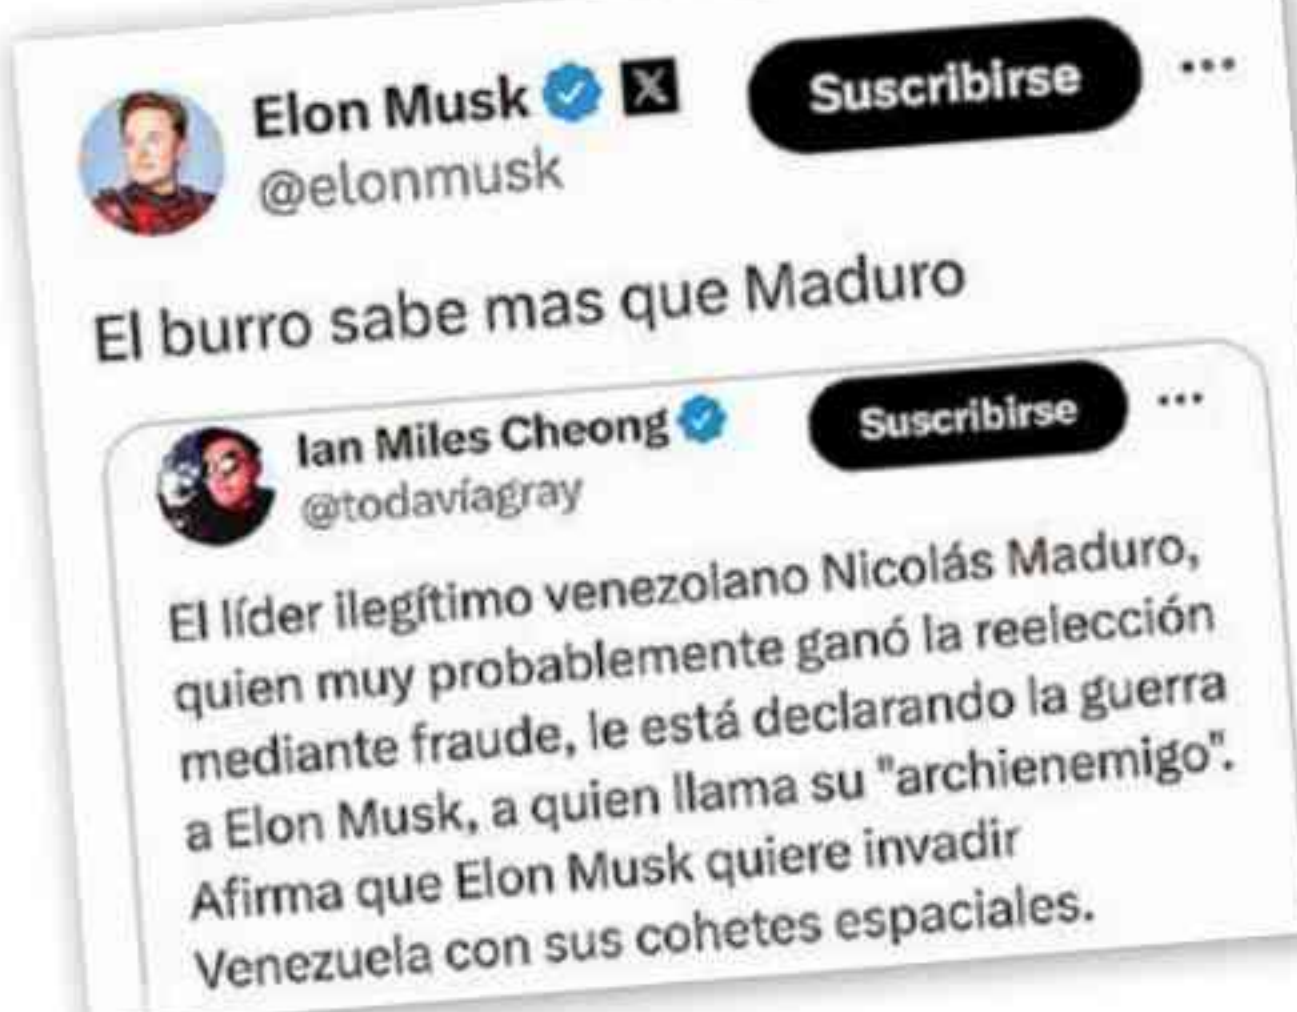 Elon Musk X Suscribirse ...
@elonmusk
El burro sabe mas que Maduro
Ian Miles Cheong Suscribirse ...
@todavíagray
El líder ilegítimo venezolano Nicolás Maduro,
quien muy probablemente ganó la reelección
mediante fraude, le está declarando la guerra
a Elon Musk, a quien llama su "archienemigo".
Afirma que Elon Musk quiere invadir
Venezuela con sus cohetes espaciales.